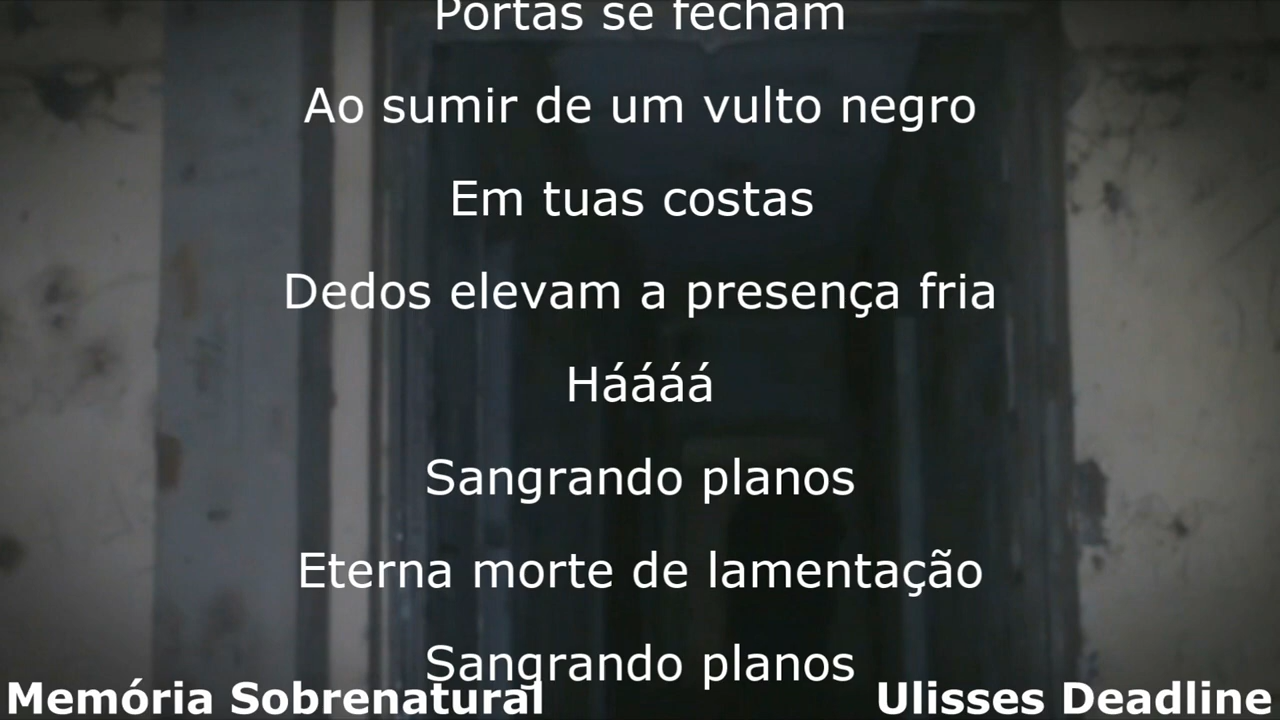 Portas se fecham
Ao sumir de um vulto negro
Em tuas costas
Dedos elevam a presença fria
Háááá
Sangrando planos
Eterna morte de lamentação
Sangrando planos
Memória Sobrenatural
Ulisses Deadline